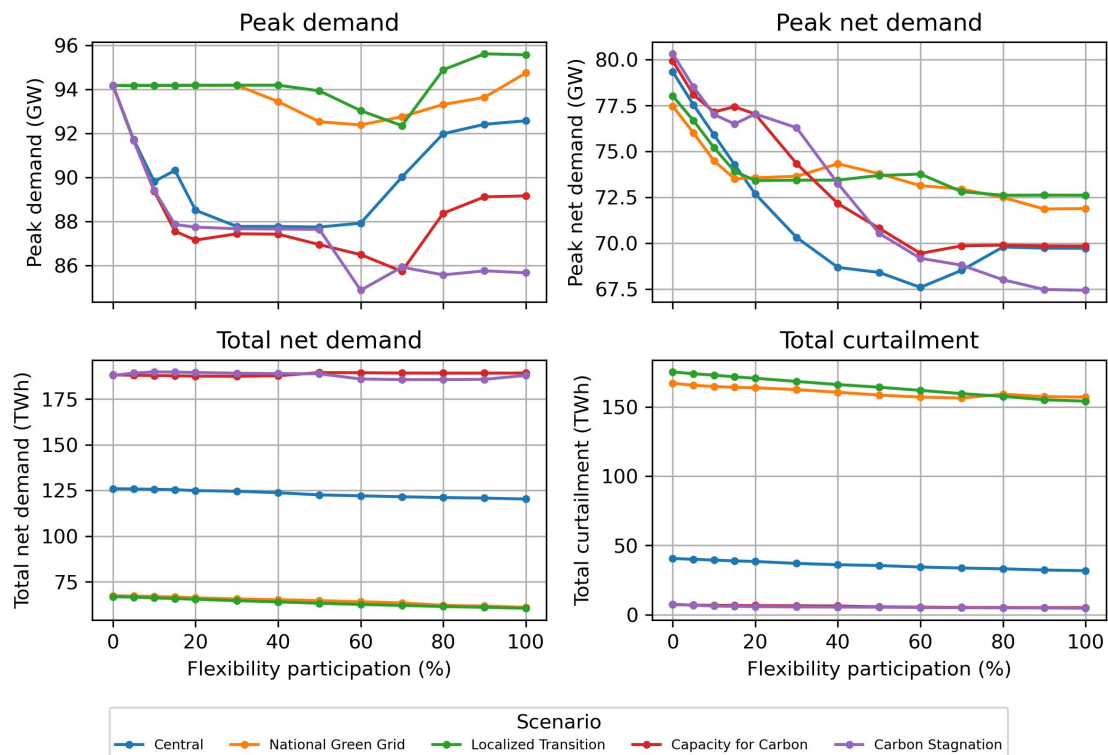 Peak demand
Peak net demand
Peak demand (GW)
96
94
92
90
88
86
Peak net demand (GW)
80.0
77.5
75.0
72.5
70.0
67.5
Total net demand
Total curtailment
Total net demand (TWh)
175
150
125
100
75
0 20 40 60 80 100
Flexibility participation (%)
Total curtailment (TWh)
150
100
50
0
0 20 40 60 80 100
Flexibility participation (%)
Scenario
Central National Green Grid Localized Transition Capacity for Carbon Carbon Stagnation